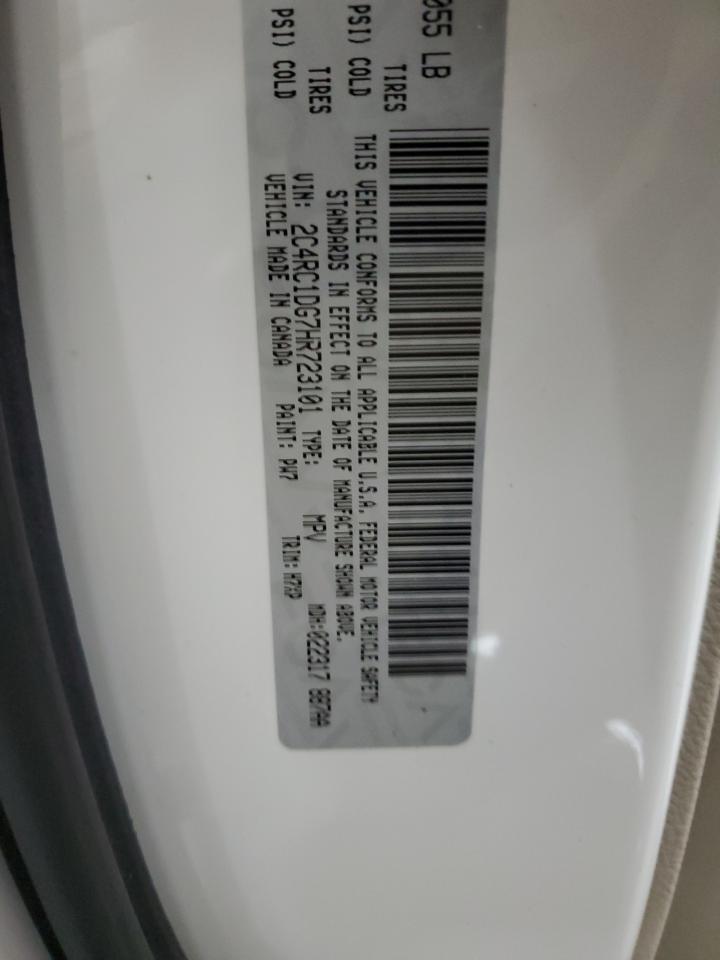 055 LB
TIRES
PSI) COLD
TIRES
PSI) COLD
THIS VEHICLE CONFORMS TO ALL APPLICABLE U.S.A. FEDERAL MOTOR VEHICLE SAFETY
STANDARDS IN EFFECT ON THE DATE OF MANUFACTURE SHOWN ABOVE.
VIN: 2C4RC1DG7HR723101 TYPE: MPV MDH:022317 887AA
VEHICLE MADE IN CANADA PAINT: PW7 TRIM: